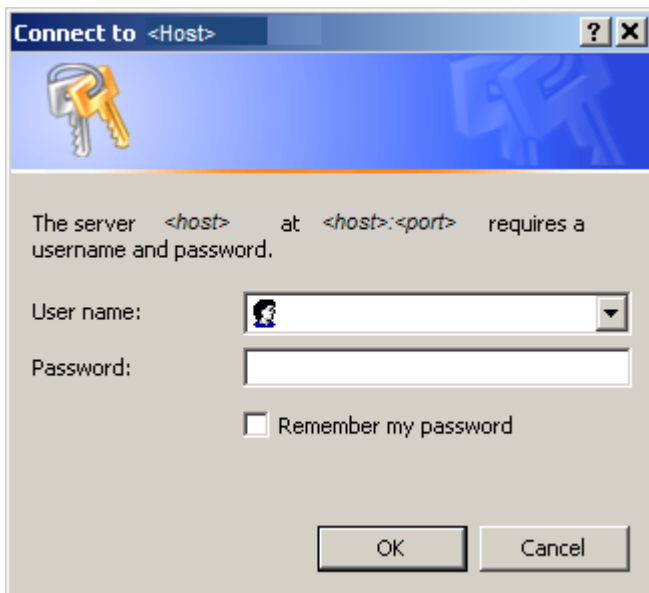 Connect to <Host>
The server <host> at <host>:<port> requires a
username and password.
User name:
Password:
Remember my password
OK Cancel